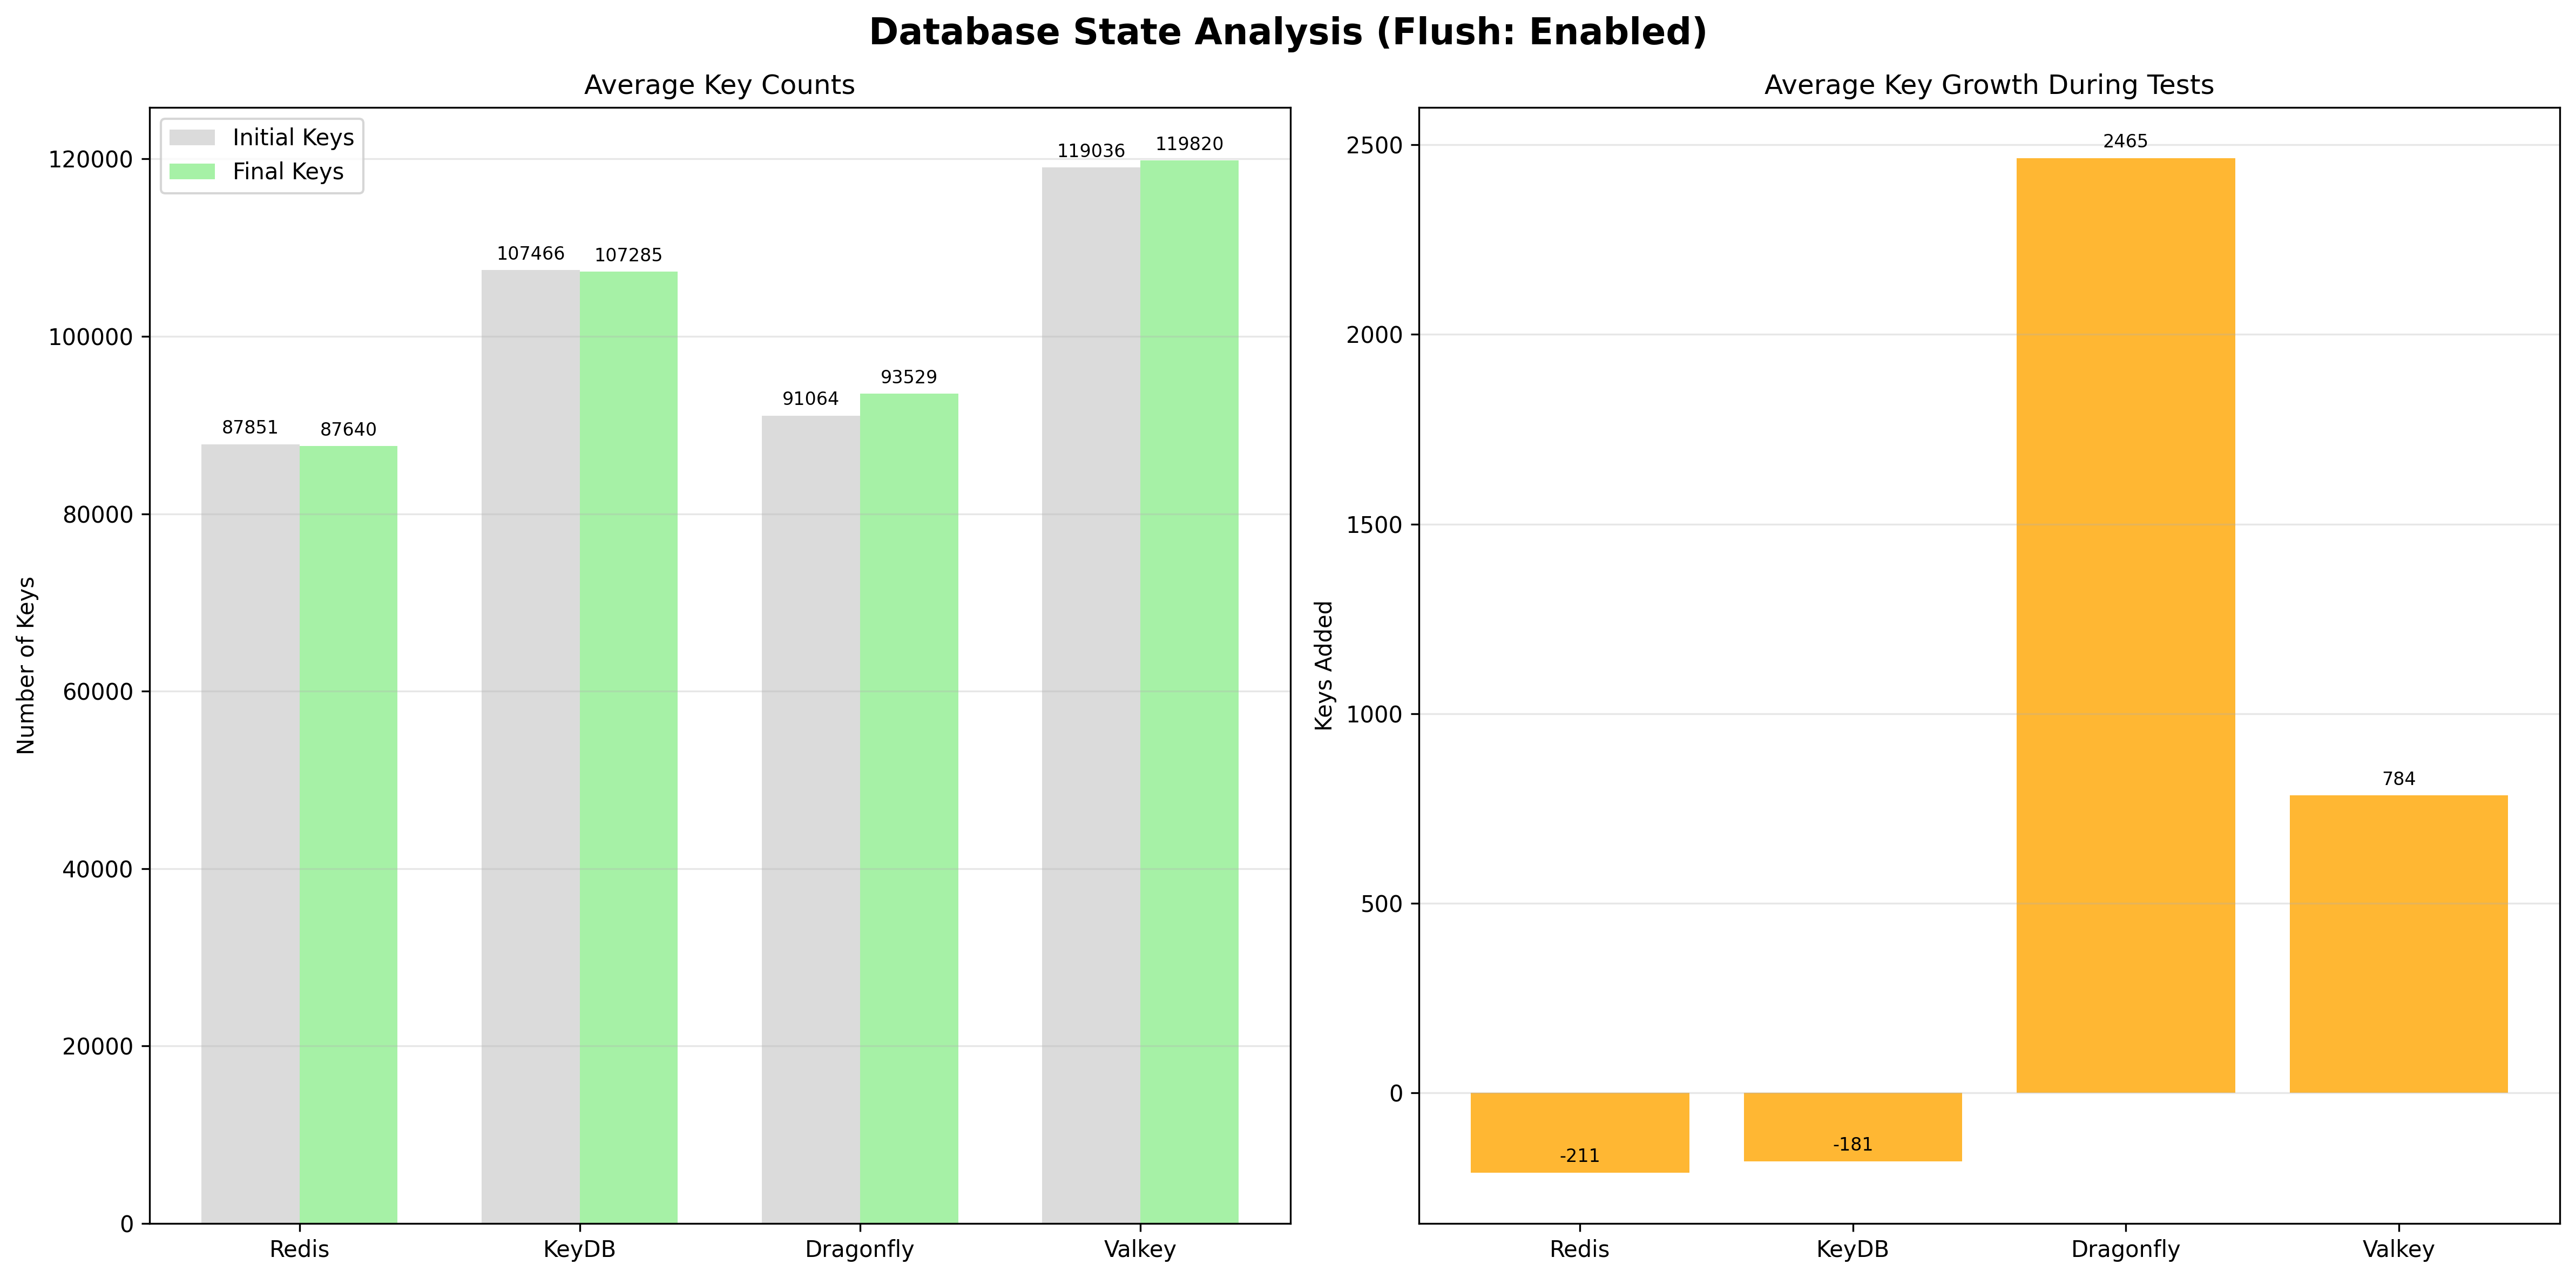 Database State Analysis (Flush: Enabled)
Average Key Counts
Initial Keys
Final Keys
Number of Keys
120000
100000
80000
60000
40000
20000
0
87851
87640
107466
107285
91064
93529
119036
119820
Redis
KeyDB
Dragonfly
Valkey
Average Key Growth During Tests
Keys Added
2500
2000
1500
1000
500
0
-211
-181
2465
784
Redis
KeyDB
Dragonfly
Valkey